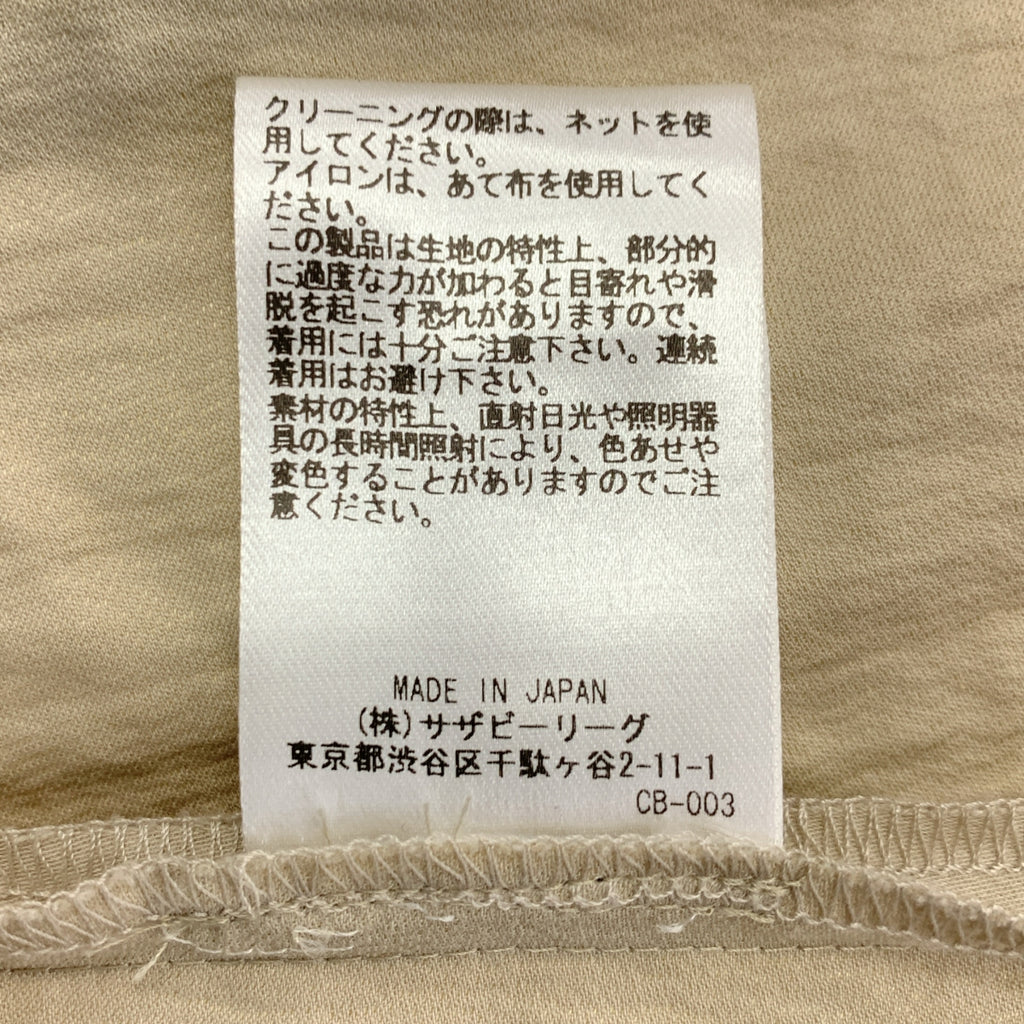 クリーニングの際は、ネットを使
用してください。
アイロンは、あて布を使用してく
ださい。
この製品は生地の特性上、部分的
に過度な力が加わると目寄れや滑
脱を起こす恐れがありますので、
着用には十分ご注意下さい。連続
着用はお避け下さい。
素材の特性上、直射日光や照明器
具の長時間照射により、色あせや
変色することがありますのでご注
意ください。
MADE IN JAPAN
(株)サザビーリーグ
東京都渋谷区千駄ヶ谷2-11-1
CB-003